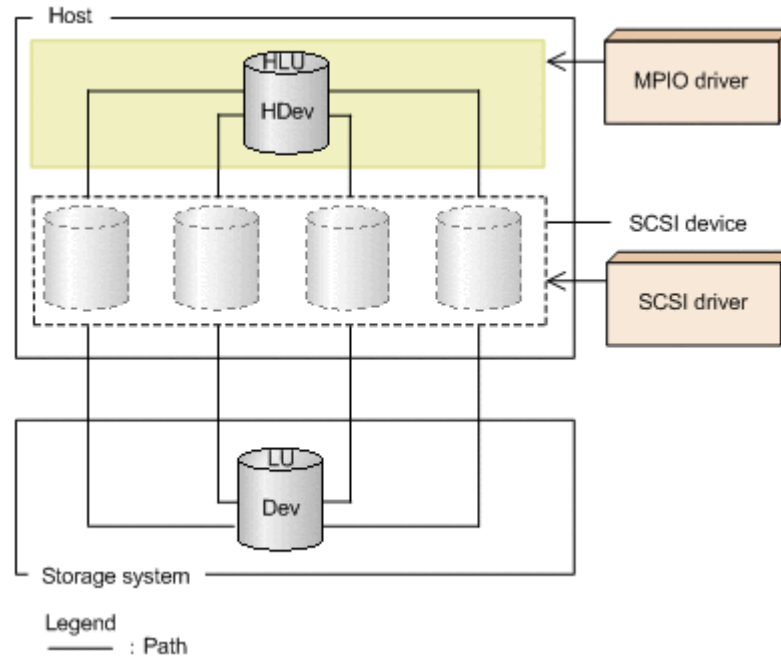 Host
HLU
HDev
MPIO driver
SCSI device
SCSI driver
LU
Dev
Storage system
Legend
: Path